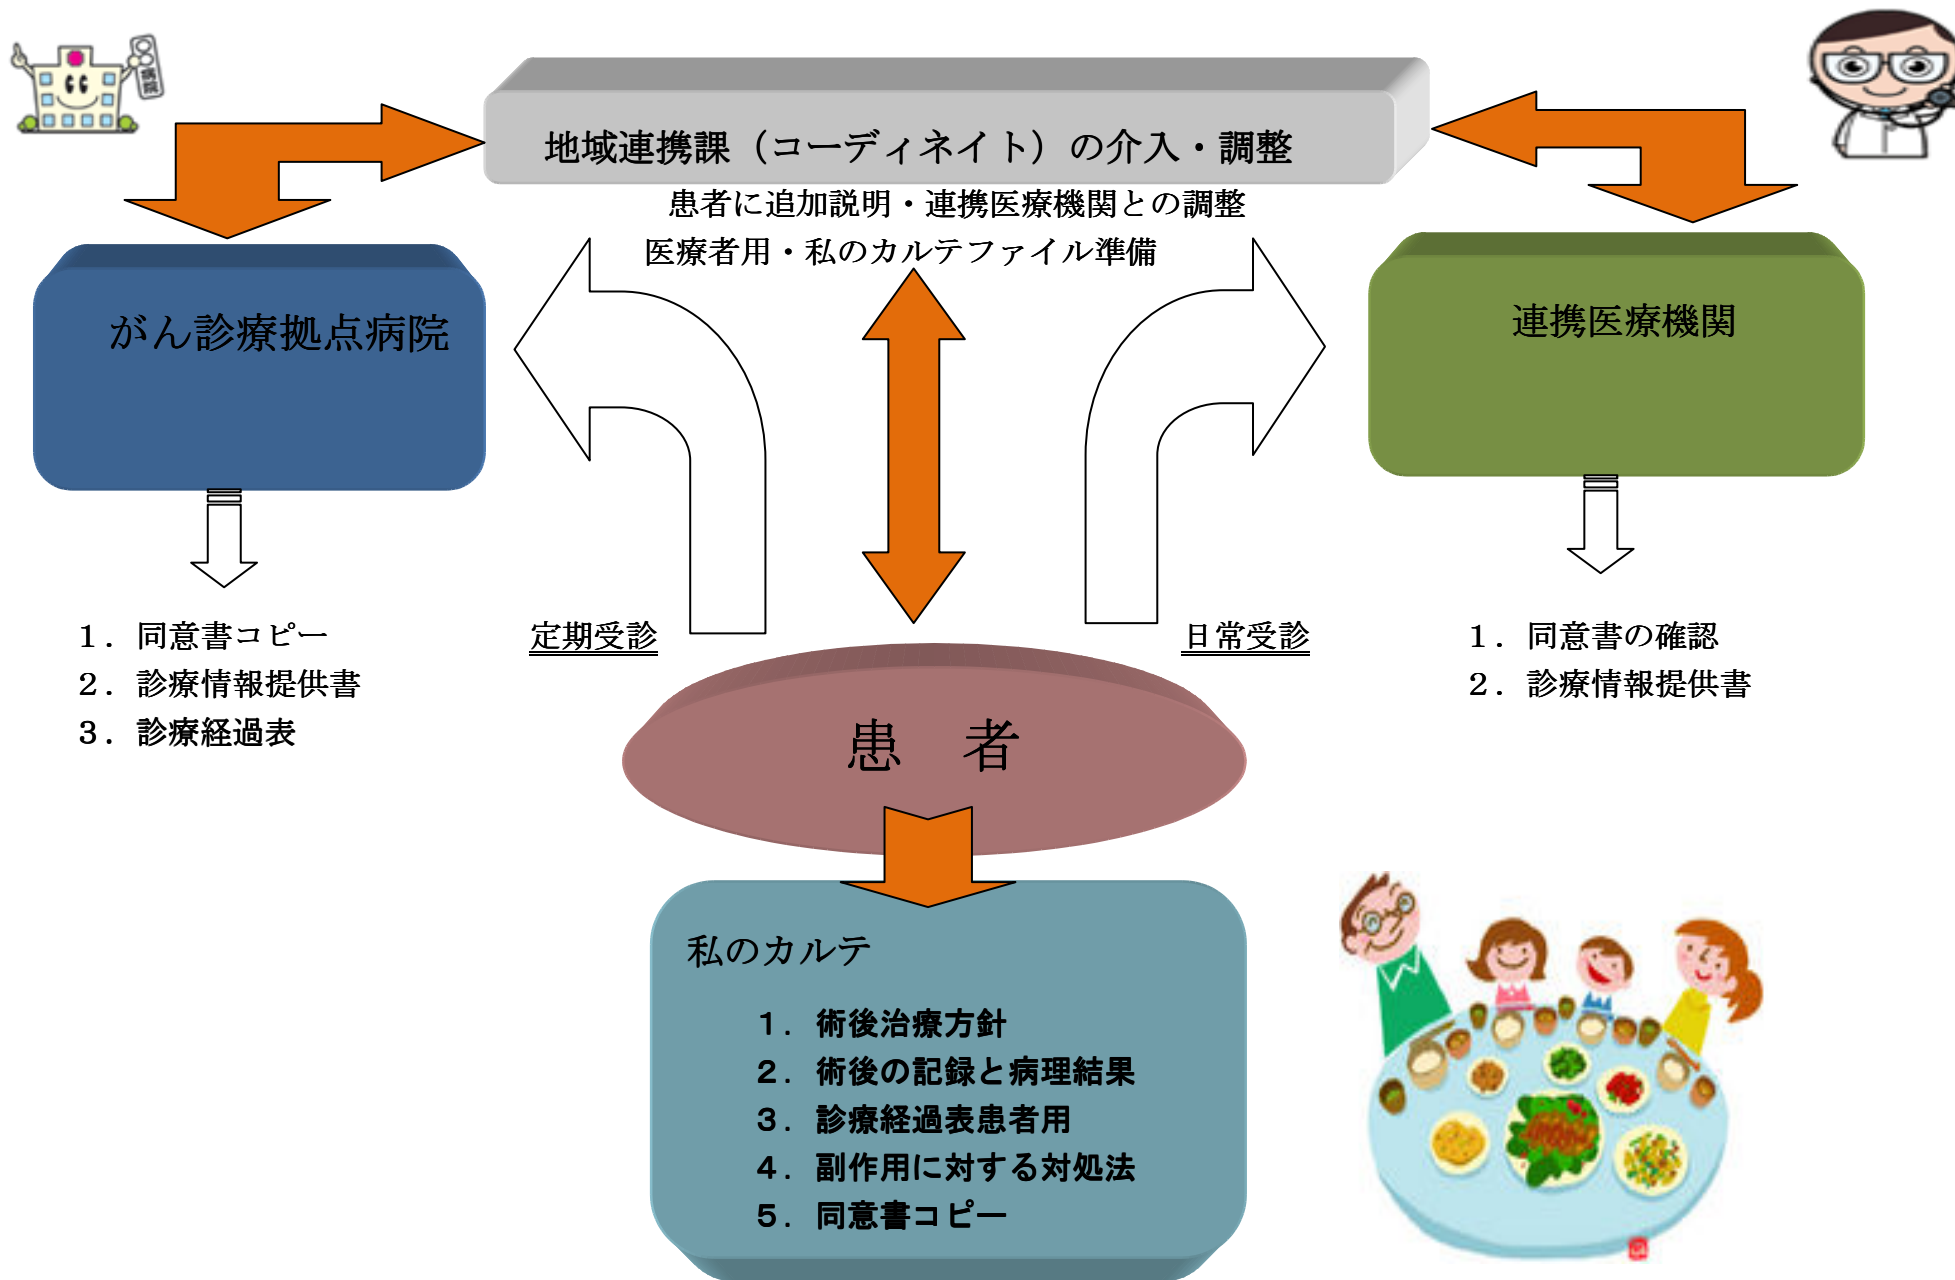 病院
地域連携課（コーディネイト）の介入・調整
患者に追加説明・連携医療機関との調整
医療者用・私のカルテファイル準備
がん診療拠点病院
連携医療機関
１．同意書コピー
２．診療情報提供書
３．診療経過表
定期受診
日常受診
１．同意書の確認
２．診療情報提供書
患　者
私のカルテ
１．術後治療方針
２．術後の記録と病理結果
３．診療経過表患者用
４．副作用に対する対処法
５．同意書コピー